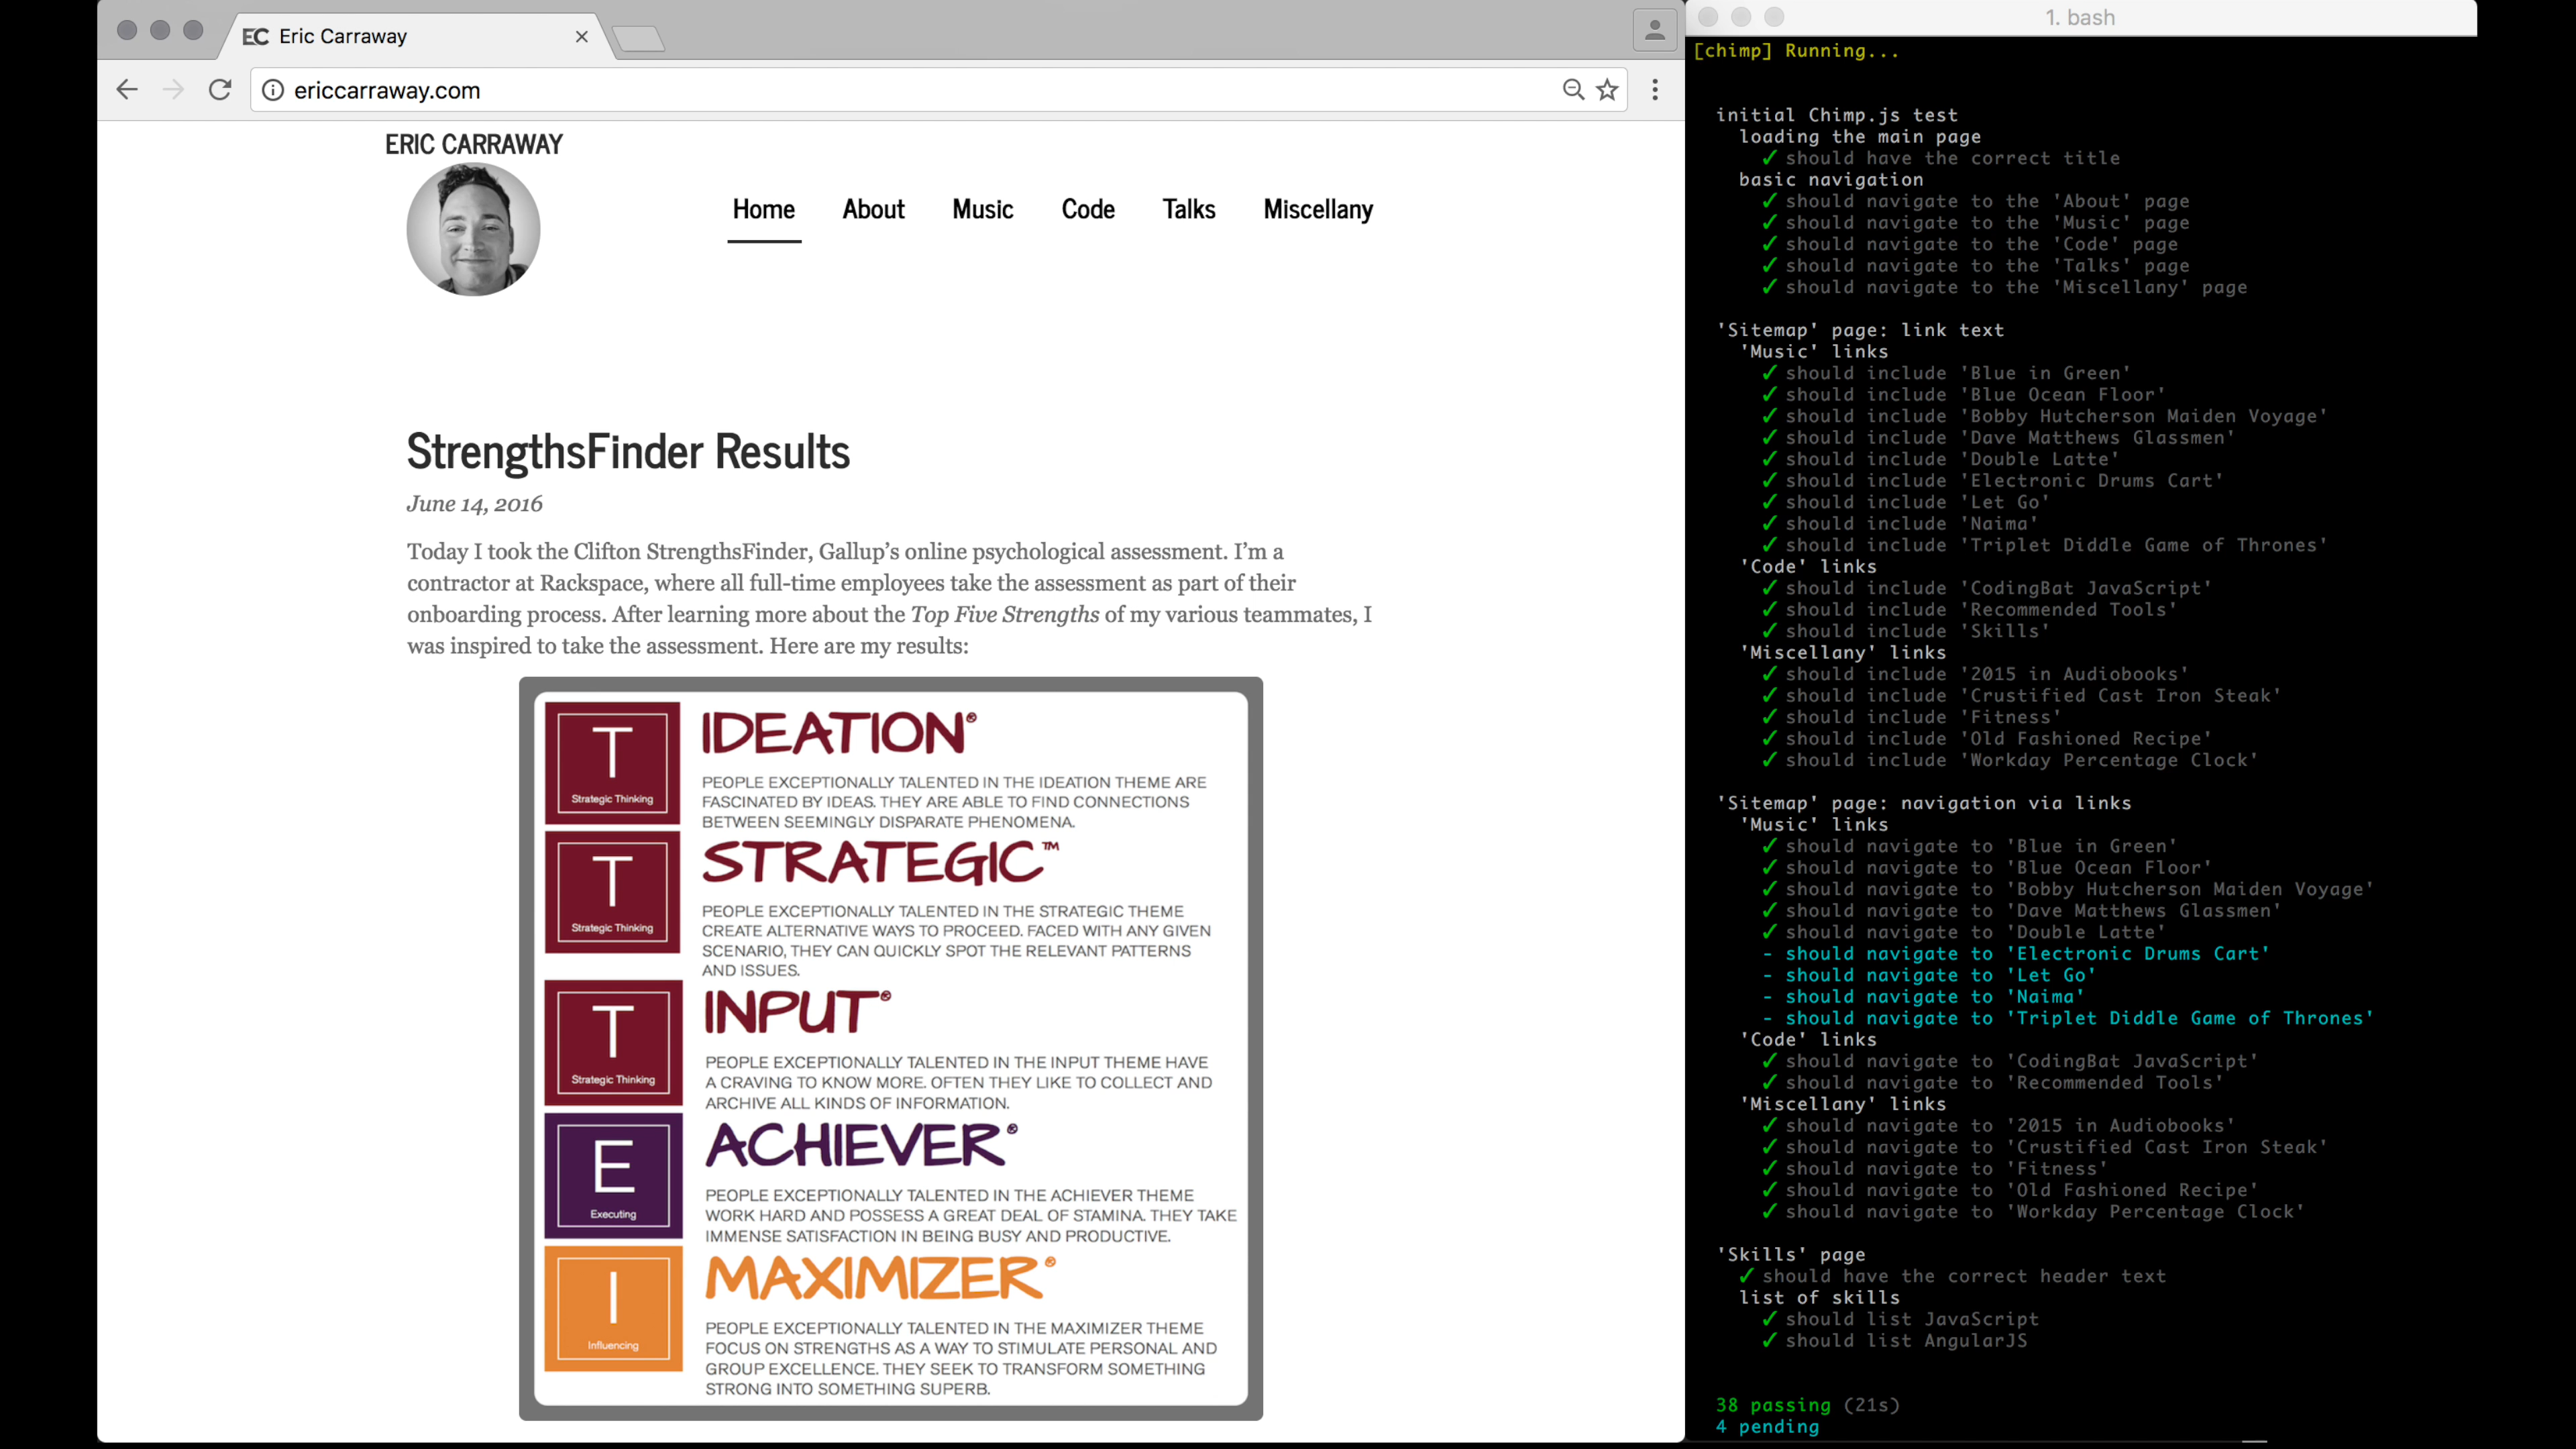 EC Eric Carraway
ericcarraway.com
ERIC CARRAWAY
Home About Music Code Talks Miscellany
StrengthsFinder Results
June 14, 2016
Today I took the Clifton StrengthsFinder, Gallup’s online psychological assessment. I’m a
contractor at Rackspace, where all full-time employees take the assessment as part of their
onboarding process. After learning more about the Top Five Strengths of my various teammates, I
was inspired to take the assessment. Here are my results:
T
Strategic Thinking
IDEATION®
PEOPLE EXCEPTIONALLY TALENTED IN THE IDEATION THEME ARE
FASCINATED BY IDEAS. THEY ARE ABLE TO FIND CONNECTIONS
BETWEEN SEEMINGLY DISPARATE PHENOMENA.
T
Strategic Thinking
STRATEGIC™
PEOPLE EXCEPTIONALLY TALENTED IN THE STRATEGIC THEME
CREATE ALTERNATIVE WAYS TO PROCEED. FACED WITH ANY GIVEN
SCENARIO, THEY CAN QUICKLY SPOT THE RELEVANT PATTERNS
AND ISSUES.
T
Strategic Thinking
INPUT®
PEOPLE EXCEPTIONALLY TALENTED IN THE INPUT THEME HAVE
A CRAVING TO KNOW MORE. OFTEN THEY LIKE TO COLLECT AND
ARCHIVE ALL KINDS OF INFORMATION.
E
Executing
ACHIEVER®
PEOPLE EXCEPTIONALLY TALENTED IN THE ACHIEVER THEME
WORK HARD AND POSSESS A GREAT DEAL OF STAMINA. THEY TAKE
IMMENSE SATISFACTION IN BEING BUSY AND PRODUCTIVE.
I
Influencing
MAXIMIZER®
PEOPLE EXCEPTIONALLY TALENTED IN THE MAXIMIZER THEME
FOCUS ON STRENGTHS AS A WAY TO STIMULATE PERSONAL AND
GROUP EXCELLENCE. THEY SEEK TO TRANSFORM SOMETHING
STRONG INTO SOMETHING SUPERB.
1. bash
[chimp] Running...
initial Chimp.js test
loading the main page
✓ should have the correct title
basic navigation
✓ should navigate to the 'About' page
✓ should navigate to the 'Music' page
✓ should navigate to the 'Code' page
✓ should navigate to the 'Talks' page
✓ should navigate to the 'Miscellany' page
'Sitemap' page: link text
'Music' links
✓ should include 'Blue in Green'
✓ should include 'Blue Ocean Floor'
✓ should include 'Bobby Hutcherson Maiden Voyage'
✓ should include 'Dave Matthews Glassmen'
✓ should include 'Double Latte'
✓ should include 'Electronic Drums Cart'
✓ should include 'Let Go'
✓ should include 'Naima'
✓ should include 'Triplet Diddle Game of Thrones'
'Code' links
✓ should include 'CodingBat JavaScript'
✓ should include 'Recommended Tools'
✓ should include 'Skills'
'Miscellany' links
✓ should include '2015 in Audiobooks'
✓ should include 'Crustified Cast Iron Steak'
✓ should include 'Fitness'
✓ should include 'Old Fashioned Recipe'
✓ should include 'Workday Percentage Clock'
'Sitemap' page: navigation via links
'Music' links
✓ should navigate to 'Blue in Green'
✓ should navigate to 'Blue Ocean Floor'
✓ should navigate to 'Bobby Hutcherson Maiden Voyage'
✓ should navigate to 'Dave Matthews Glassmen'
✓ should navigate to 'Double Latte'
- should navigate to 'Electronic Drums Cart'
- should navigate to 'Let Go'
- should navigate to 'Naima'
- should navigate to 'Triplet Diddle Game of Thrones'
'Code' links
✓ should navigate to 'CodingBat JavaScript'
✓ should navigate to 'Recommended Tools'
'Miscellany' links
✓ should navigate to '2015 in Audiobooks'
✓ should navigate to 'Crustified Cast Iron Steak'
✓ should navigate to 'Fitness'
✓ should navigate to 'Old Fashioned Recipe'
✓ should navigate to 'Workday Percentage Clock'
'Skills' page
✓ should have the correct header text
list of skills
✓ should list JavaScript
✓ should list AngularJS
38 passing (21s)
4 pending